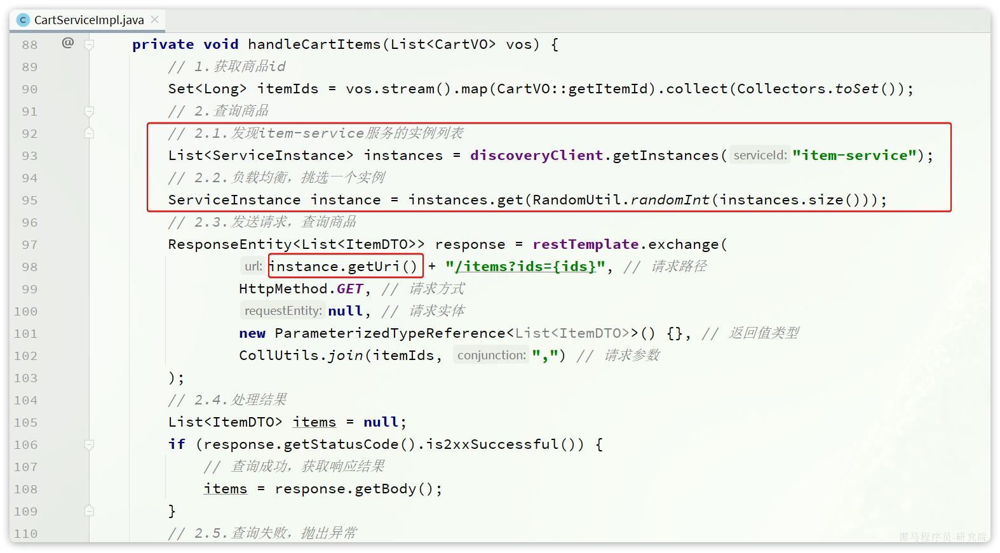 CartServiceImpl.java
88 @ private void handleCartItems(List<CartVO> vos) {
89 // 1.获取商品id
90 Set<Long> itemIds = vos.stream().map(CartVO::getItemId).collect(Collectors.toSet());
91 // 2.查询商品
92 // 2.1.发现item-service服务的实例列表
93 List<ServiceInstance> instances = discoveryClient.getInstances( serviceId: "item-service");
94 // 2.2.负载均衡，挑选一个实例
95 ServiceInstance instance = instances.get(RandomUtil.randomInt(instances.size()));
96 // 2.3.发送请求，查询商品
97 ResponseEntity<List<ItemDTO>> response = restTemplate.exchange(
98 url: instance.getUri() + "/items?ids={ids}", // 请求路径
99 HttpMethod.GET, // 请求方式
100 requestEntity: null, // 请求实体
101 new ParameterizedTypeReference<List<ItemDTO>>() {}, // 返回值类型
102 CollUtils.join(itemIds, conjunction: ",") // 请求参数
103 );
104 // 2.4.处理结果
105 List<ItemDTO> items = null;
106 if (response.getStatusCode().is2xxSuccessful()) {
107 // 查询成功，获取响应结果
108 items = response.getBody();
109 }
110 // 2.5.查询失败，抛出异常
黑马程序员-研究院